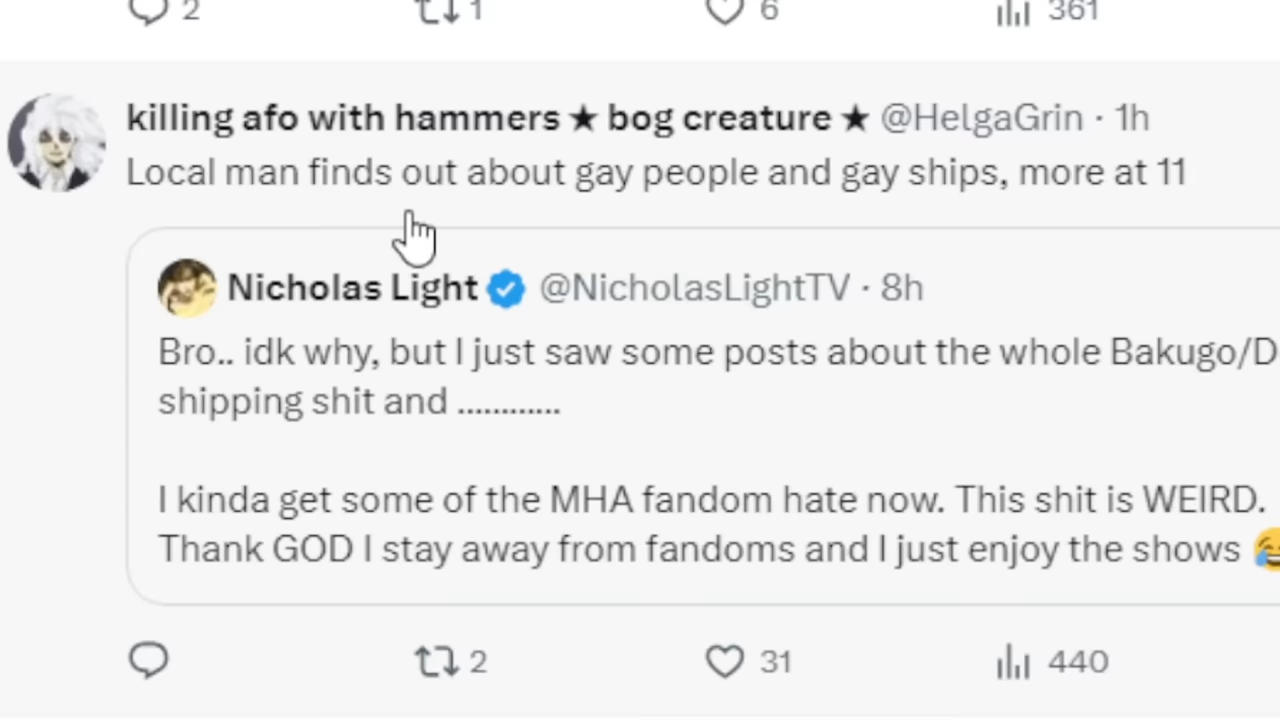 2 1 6 361
killing afo with hammers ★ bog creature ★ @HelgaGrin · 1h
Local man finds out about gay people and gay ships, more at 11
Nicholas Light @NicholasLightTV · 8h
Bro.. idk why, but I just saw some posts about the whole Bakugo/D
shipping shit and ............
I kinda get some of the MHA fandom hate now. This shit is WEIRD.
Thank GOD I stay away from fandoms and I just enjoy the shows 😂
2 31 440